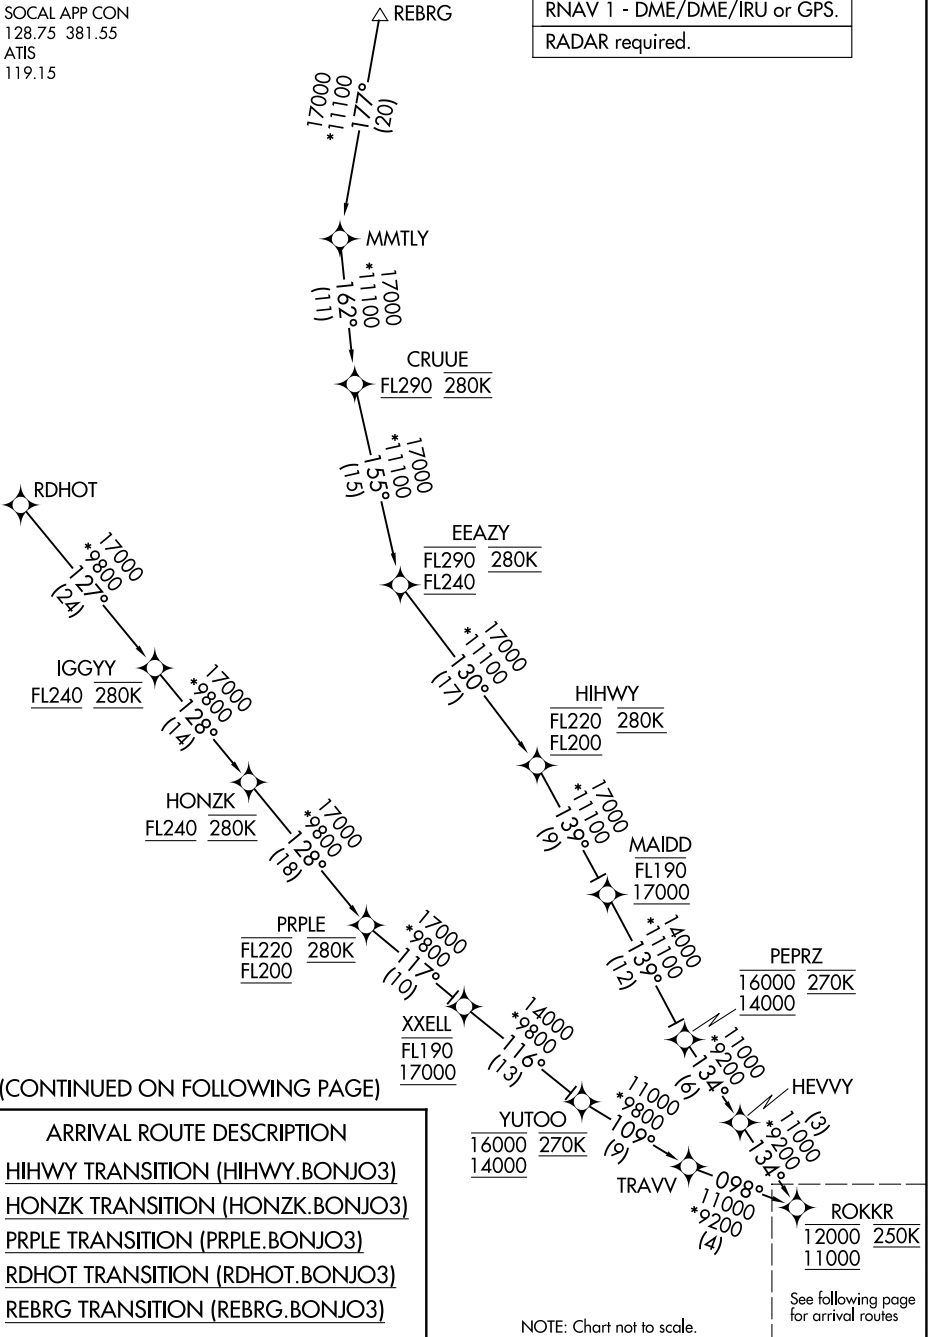 SOCAL APP CON
128.75 381.55
ATIS
119.15
RNAV 1 - DME/DME/IRU or GPS.
RADAR required.
REBRG
17000
*11100
177°
(20)
MMTLY
17000
*11100
162°
(11)
CRUUE
FL290 280K
17000
*11100
155°
(15)
RDHOT
EEAZY
FL290 280K
FL240
17000
*9800
127°
(24)
17000
*11100
130°
(17)
IGGYY
FL240 280K
17000
*9800
128°
(14)
HIHWY
FL220 280K
FL200
HONZK
FL240 280K
17000
*9800
128°
(18)
17000
*11100
139°
(9)
MAIDD
FL190
17000
PRPLE
FL220 280K
FL200
17000
*9800
117°
(10)
14000
*11100
139°
(12)
PEPRZ
16000 270K
14000
XXELL
FL190
17000
14000
*9800
116°
(13)
11000
*9200
134°
(6)
HEVVY
(CONTINUED ON FOLLOWING PAGE)
YUTOO
16000 270K
14000
11000
*9800
109°
(9)
(3)
11000
*9200
134°
TRAVV
098°
11000
*9200
(4)
ROKKR
12000 250K
11000
ARRIVAL ROUTE DESCRIPTION
HIHWY TRANSITION (HIHWY.BONJO3)
HONZK TRANSITION (HONZK.BONJO3)
PRPLE TRANSITION (PRPLE.BONJO3)
RDHOT TRANSITION (RDHOT.BONJO3)
REBRG TRANSITION (REBRG.BONJO3)
See following page
for arrival routes
NOTE: Chart not to scale.